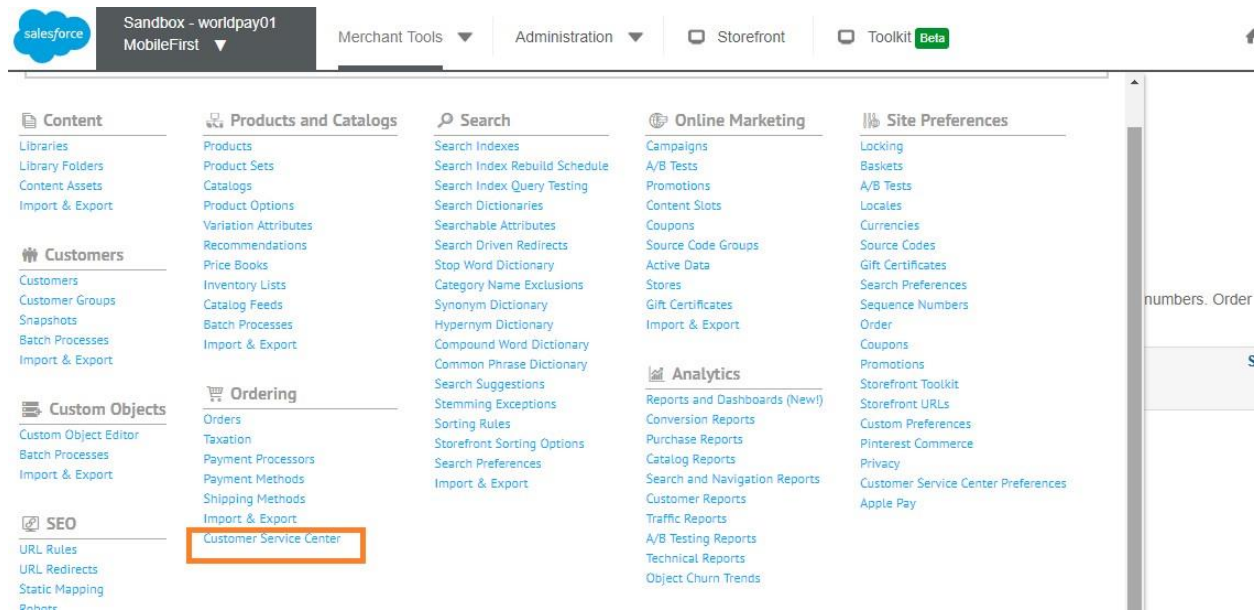 salesforce
Sandbox - worldpay01
MobileFirst
Merchant Tools
Administration
Storefront
Toolkit Beta
Content
Libraries
Library Folders
Content Assets
Import & Export
Customers
Customers
Customer Groups
Snapshots
Batch Processes
Import & Export
Custom Objects
Custom Object Editor
Batch Processes
Import & Export
SEO
URL Rules
URL Redirects
Static Mapping
Robots
Products and Catalogs
Products
Product Sets
Catalogs
Product Options
Variation Attributes
Recommendations
Price Books
Inventory Lists
Catalog Feeds
Batch Processes
Import & Export
Ordering
Orders
Taxation
Payment Processors
Payment Methods
Shipping Methods
Import & Export
Customer Service Center
Search
Search Indexes
Search Index Rebuild Schedule
Search Index Query Testing
Search Dictionaries
Searchable Attributes
Search Driven Redirects
Stop Word Dictionary
Category Name Exclusions
Synonym Dictionary
Hypernym Dictionary
Compound Word Dictionary
Common Phrase Dictionary
Search Suggestions
Stemming Exceptions
Sorting Rules
Storefront Sorting Options
Search Preferences
Import & Export
Online Marketing
Campaigns
A/B Tests
Promotions
Content Slots
Coupons
Source Code Groups
Active Data
Stores
Gift Certificates
Import & Export
Analytics
Reports and Dashboards (New!)
Conversion Reports
Purchase Reports
Catalog Reports
Search and Navigation Reports
Customer Reports
Traffic Reports
A/B Testing Reports
Technical Reports
Object Churn Trends
Site Preferences
Locking
Baskets
A/B Tests
Locales
Currencies
Source Codes
Gift Certificates
Search Preferences
Sequence Numbers
Order
Coupons
Promotions
Storefront Toolkit
Storefront URLs
Custom Preferences
Pinterest Commerce
Privacy
Customer Service Center Preferences
Apple Pay
numbers. Order
S